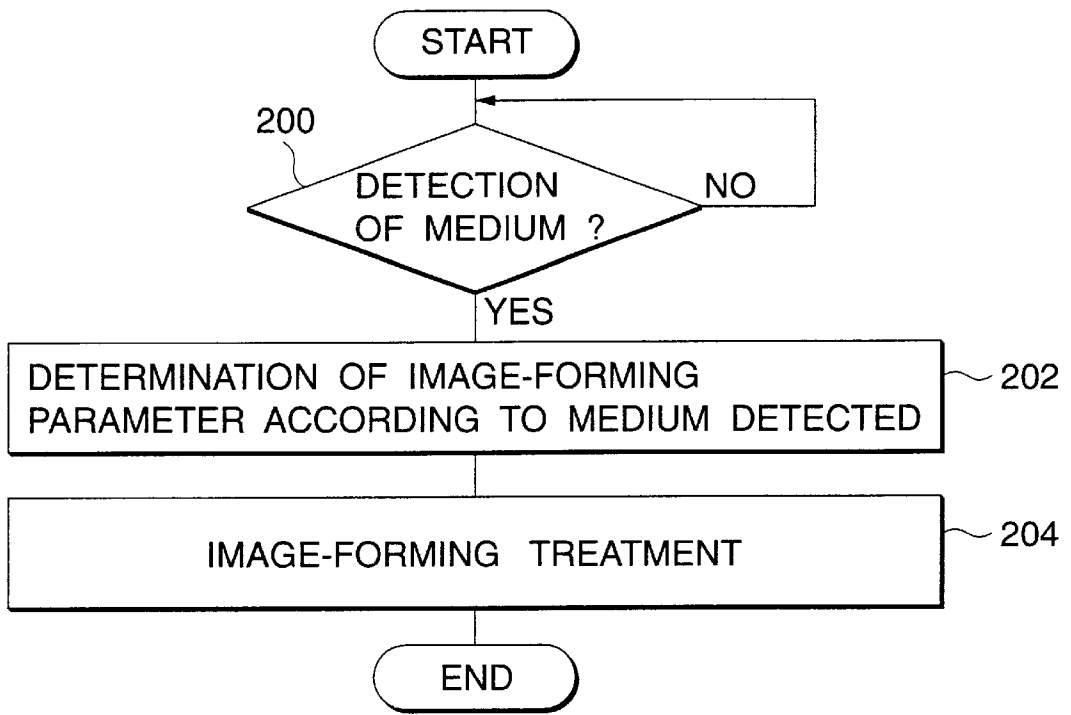 START
200
DETECTION
OF MEDIUM ?
NO
YES
DETERMINATION OF IMAGE-FORMING
PARAMETER ACCORDING TO MEDIUM DETECTED
202
IMAGE-FORMING TREATMENT
204
END